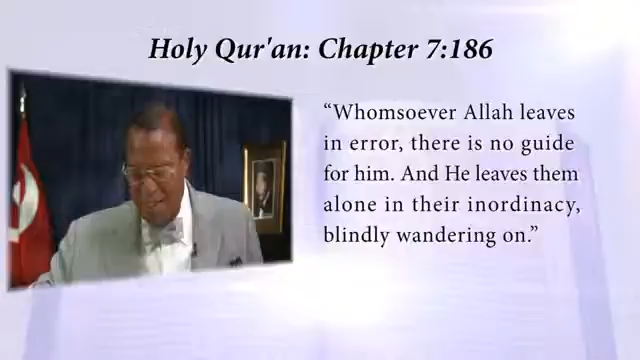 Holy Qur'an: Chapter 7:186
“Whomsoever Allah leaves
in error, there is no guide
for him. And He leaves them
alone in their inordinacy,
blindly wandering on.”